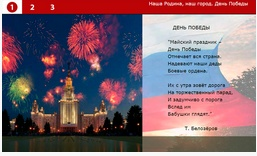 1 2 3
Наша Родина, наш город. День Победы
ДЕНЬ ПОБЕДЫ
"Майский праздник –
День Победы
Отмечает вся страна.
Надевают наши деды
Боевые ордена.
Их с утра зовёт дорога
На торжественный парад,
И задумчиво с порога
Вслед им
Бабушки глядят."
Т. Белозёров